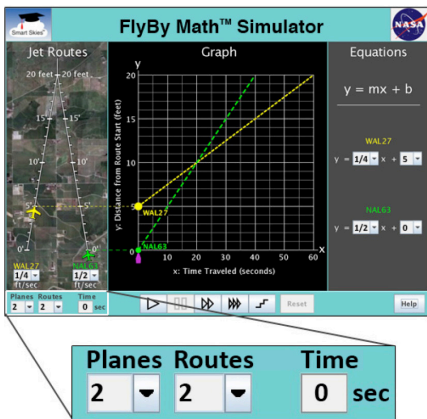 Smart Skies™
FlyBy Math™ Simulator
NASA
Jet Routes
20 feet 20 feet
15' 15'
10' 10'
5' 5'
0' 0'
WAL27 NAL63
1/4 1/2
ft/sec ft/sec
Graph
y
y: Distance from Route Start (feet)
20
15
10
5
0
WAL27
NAL63
0 10 20 30 40 50 60 x
x: Time Traveled (seconds)
Equations
y = mx + b
WAL27
y = 1/4 x + 5
NAL63
y = 1/2 x + 0
Planes Routes Time
2 2 0 sec
Reset
Help
Planes Routes Time
2 2 0 sec